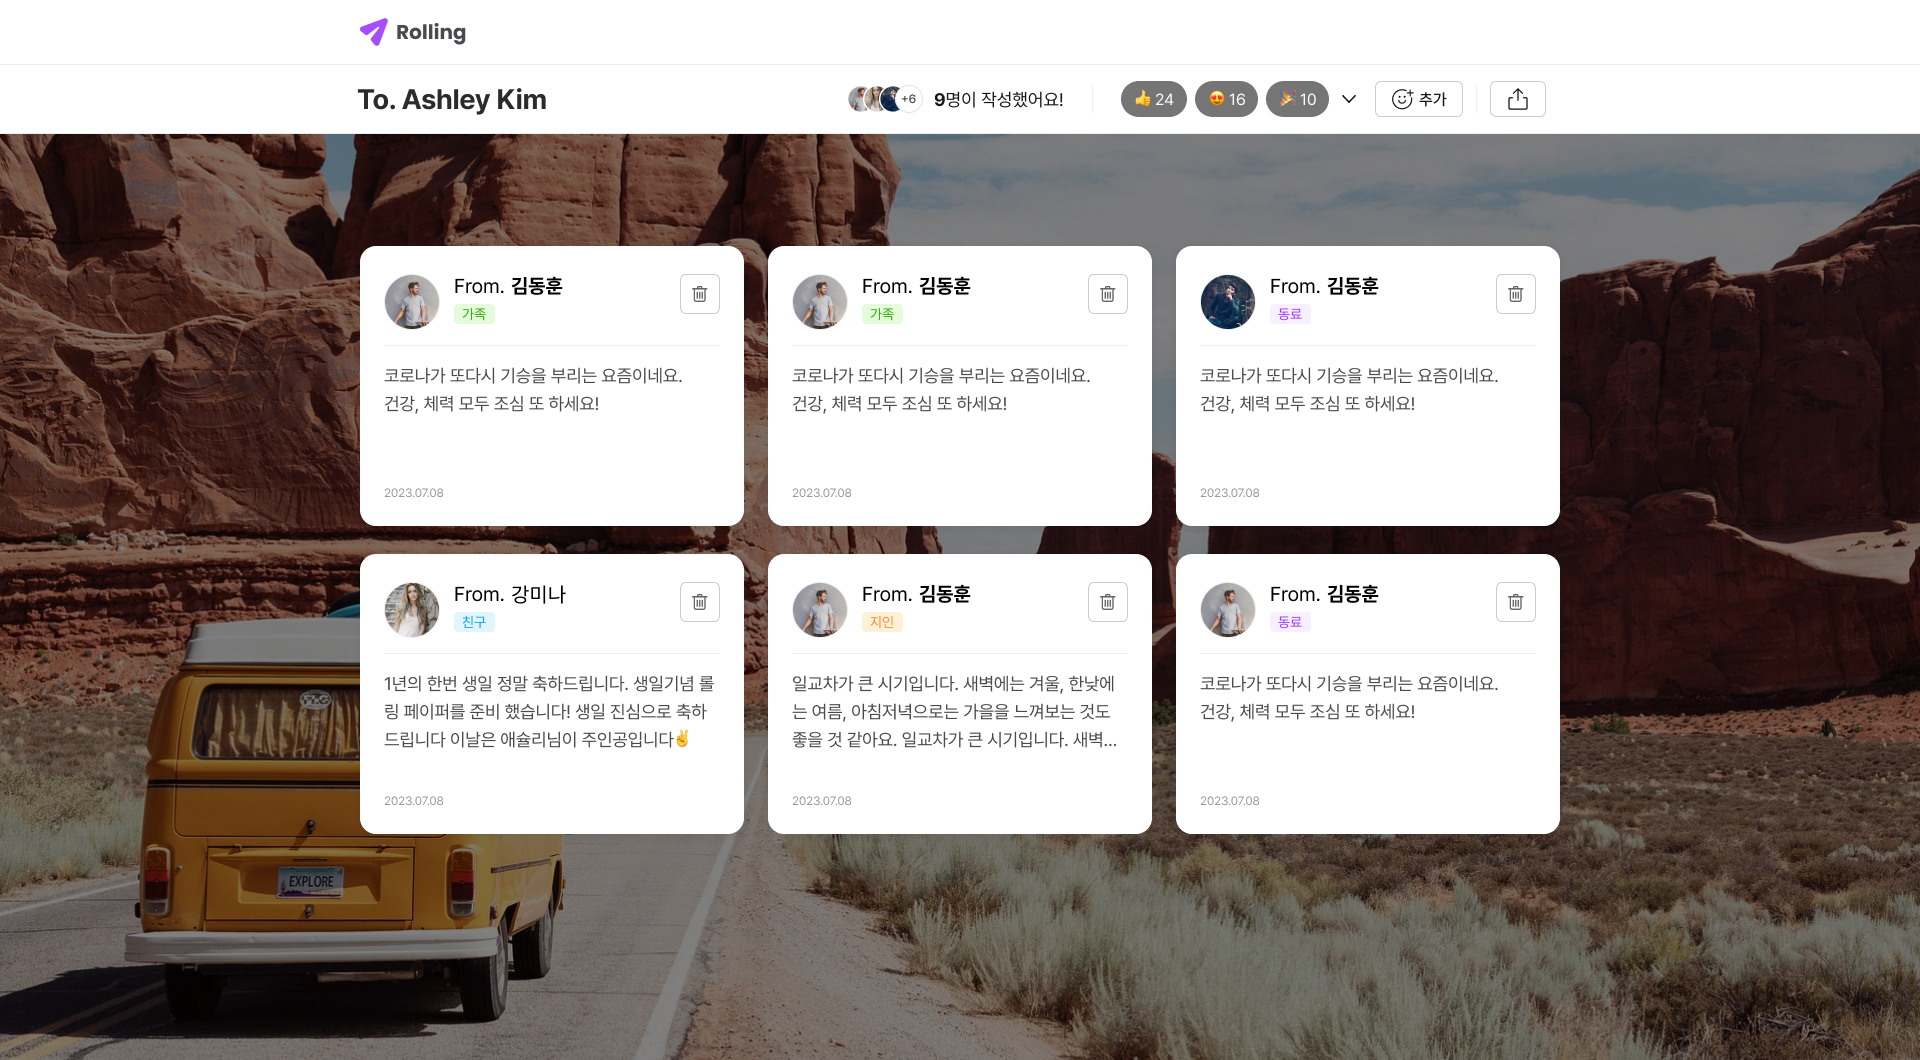 Rolling
To. Ashley Kim
+6 9명이 작성했어요!
👍 24 😍 16 🎉 10
추가
From. 김동훈
가족
코로나가 또다시 기승을 부리는 요즘이네요.
건강, 체력 모두 조심 또 하세요!
2023.07.08
From. 김동훈
가족
코로나가 또다시 기승을 부리는 요즘이네요.
건강, 체력 모두 조심 또 하세요!
2023.07.08
From. 김동훈
동료
코로나가 또다시 기승을 부리는 요즘이네요.
건강, 체력 모두 조심 또 하세요!
2023.07.08
From. 강미나
친구
1년의 한번 생일 정말 축하드립니다. 생일기념 롤
링 페이퍼를 준비 했습니다! 생일 진심으로 축하
드립니다 이날은 애슐리님이 주인공입니다✌️
2023.07.08
From. 김동훈
지인
일교차가 큰 시기입니다. 새벽에는 겨울, 한낮에
는 여름, 아침저녁으로는 가을을 느껴보는 것도
좋을 것 같아요. 일교차가 큰 시기입니다. 새벽...
2023.07.08
From. 김동훈
동료
코로나가 또다시 기승을 부리는 요즘이네요.
건강, 체력 모두 조심 또 하세요!
2023.07.08
EXPLORE